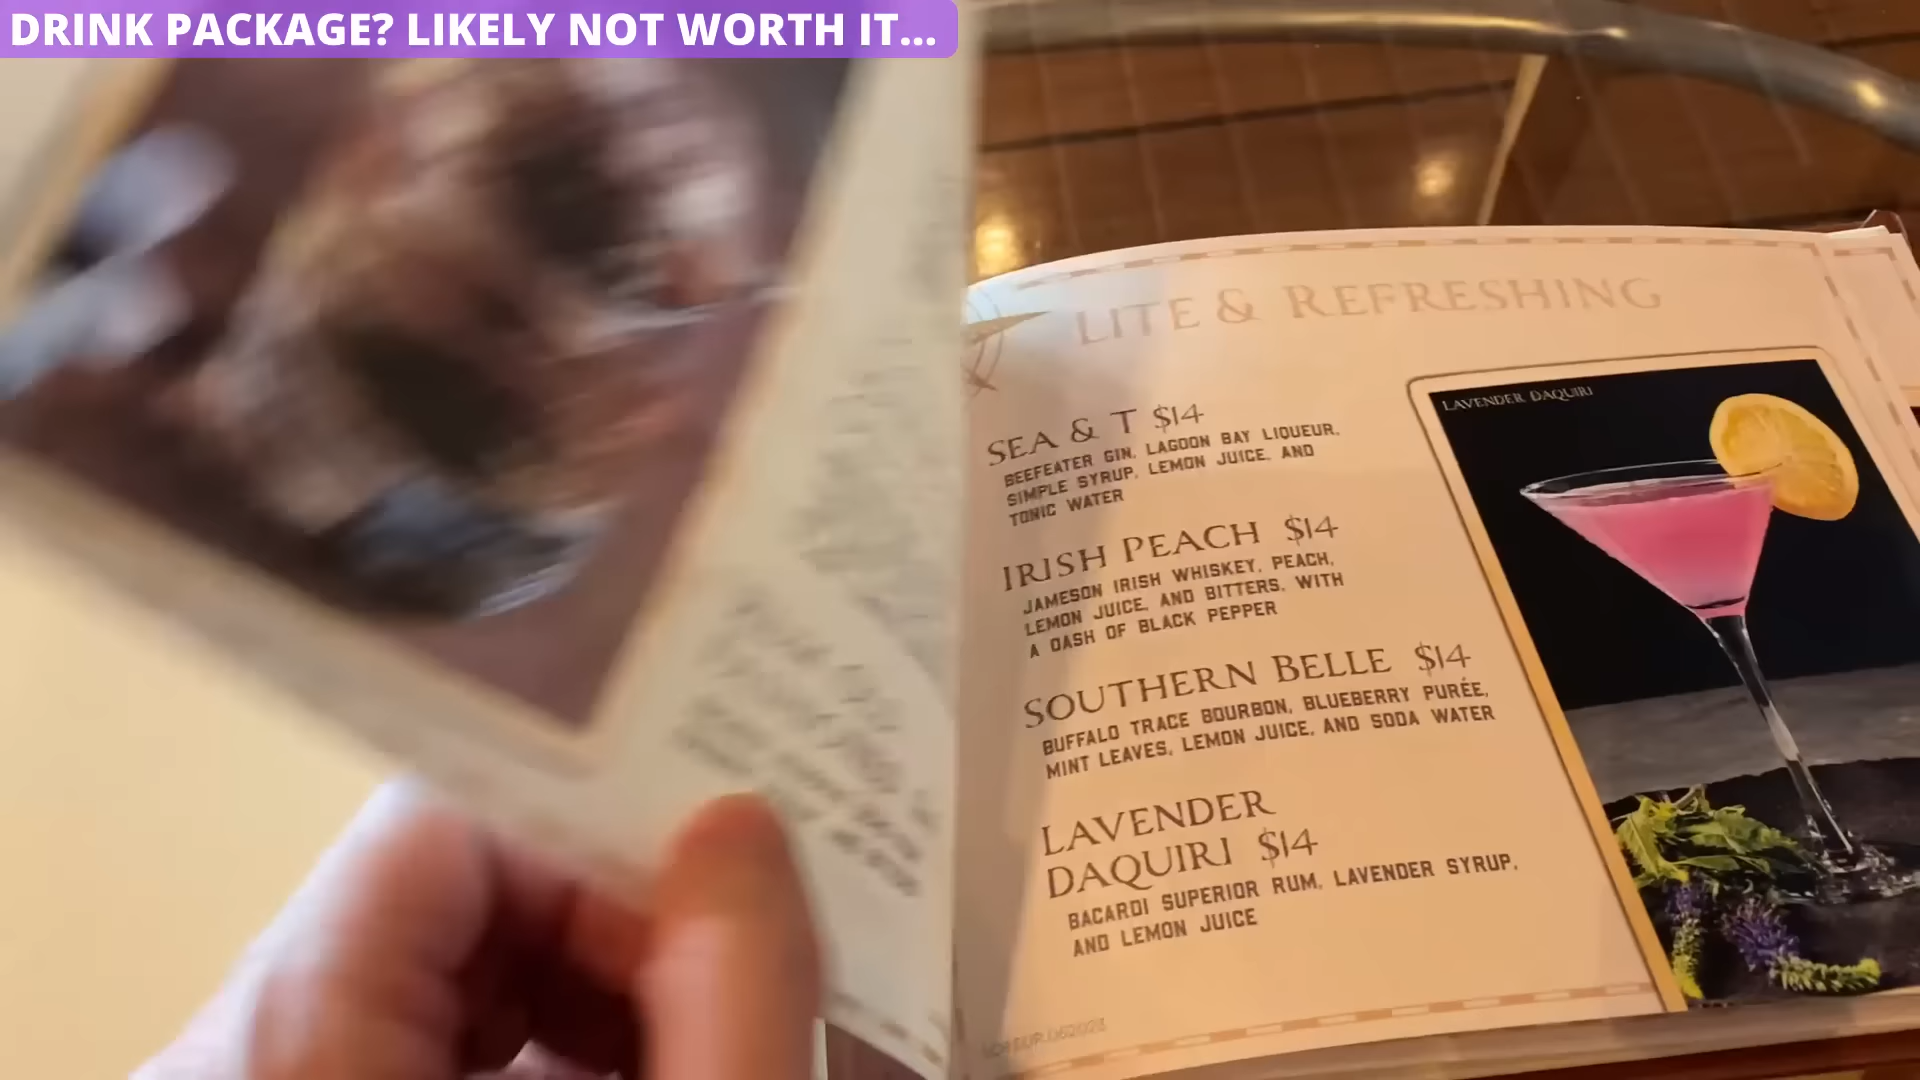 DRINK PACKAGE? LIKELY NOT WORTH IT...
LITE & REFRESHING
SEA & T $14
BEEFEATER GIN, LAGOON BAY LIQUEUR,
SIMPLE SYRUP, LEMON JUICE, AND
TONIC WATER
IRISH PEACH $14
JAMESON IRISH WHISKEY, PEACH,
LEMON JUICE, AND BITTERS, WITH
A DASH OF BLACK PEPPER
SOUTHERN BELLE $14
BUFFALO TRACE BOURBON, BLUEBERRY PURÉE,
MINT LEAVES, LEMON JUICE, AND SODA WATER
LAVENDER
DAQUIRI $14
BACARDI SUPERIOR RUM, LAVENDER SYRUP,
AND LEMON JUICE
LAVENDER DAQUIRI